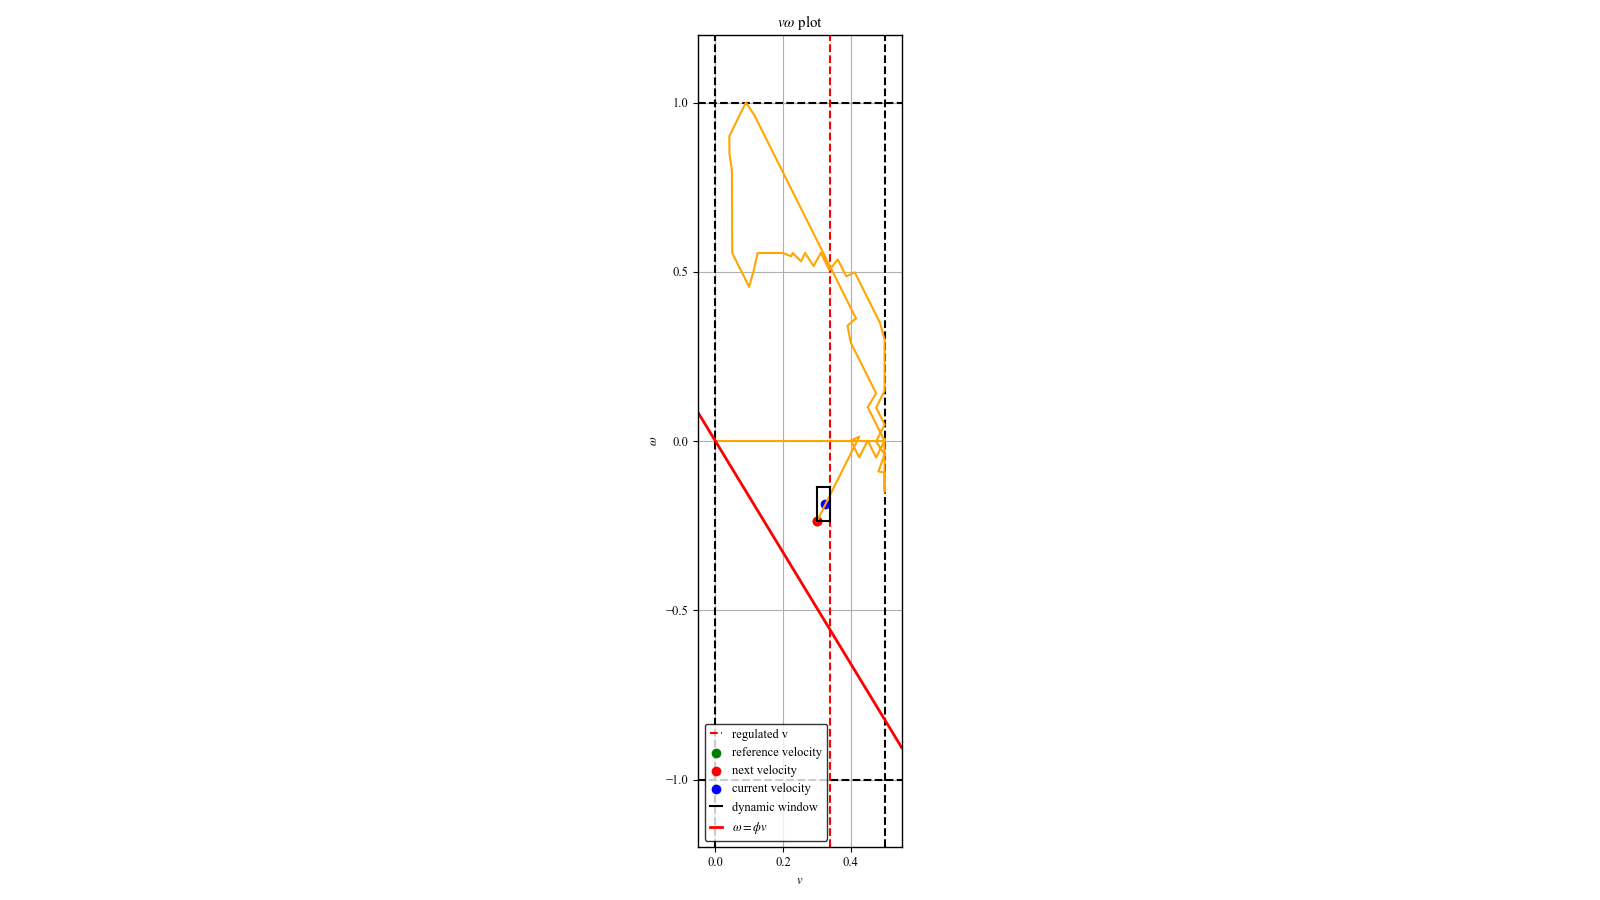 vω plot
1.0
0.5
0.0
−0.5
−1.0
ω
regulated v
reference velocity
next velocity
current velocity
dynamic window
ω = ϕv
0.0 0.2 0.4
v